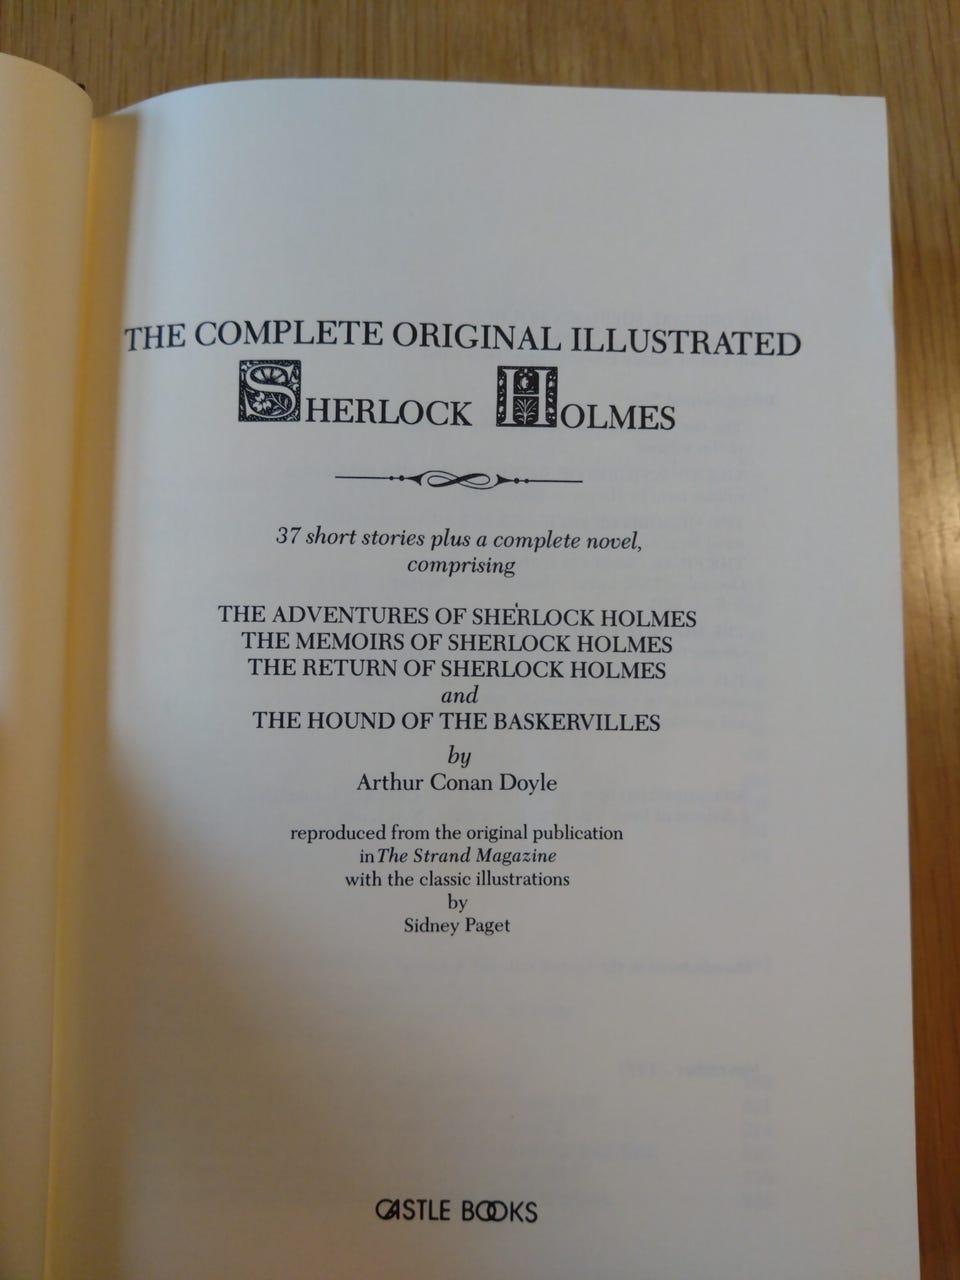 THE COMPLETE ORIGINAL ILLUSTRATED
SHERLOCK HOLMES
37 short stories plus a complete novel,
comprising
THE ADVENTURES OF SHERLOCK HOLMES
THE MEMOIRS OF SHERLOCK HOLMES
THE RETURN OF SHERLOCK HOLMES
and
THE HOUND OF THE BASKERVILLES
by
Arthur Conan Doyle
reproduced from the original publication
in The Strand Magazine
with the classic illustrations
by
Sidney Paget
CASTLE BOOKS